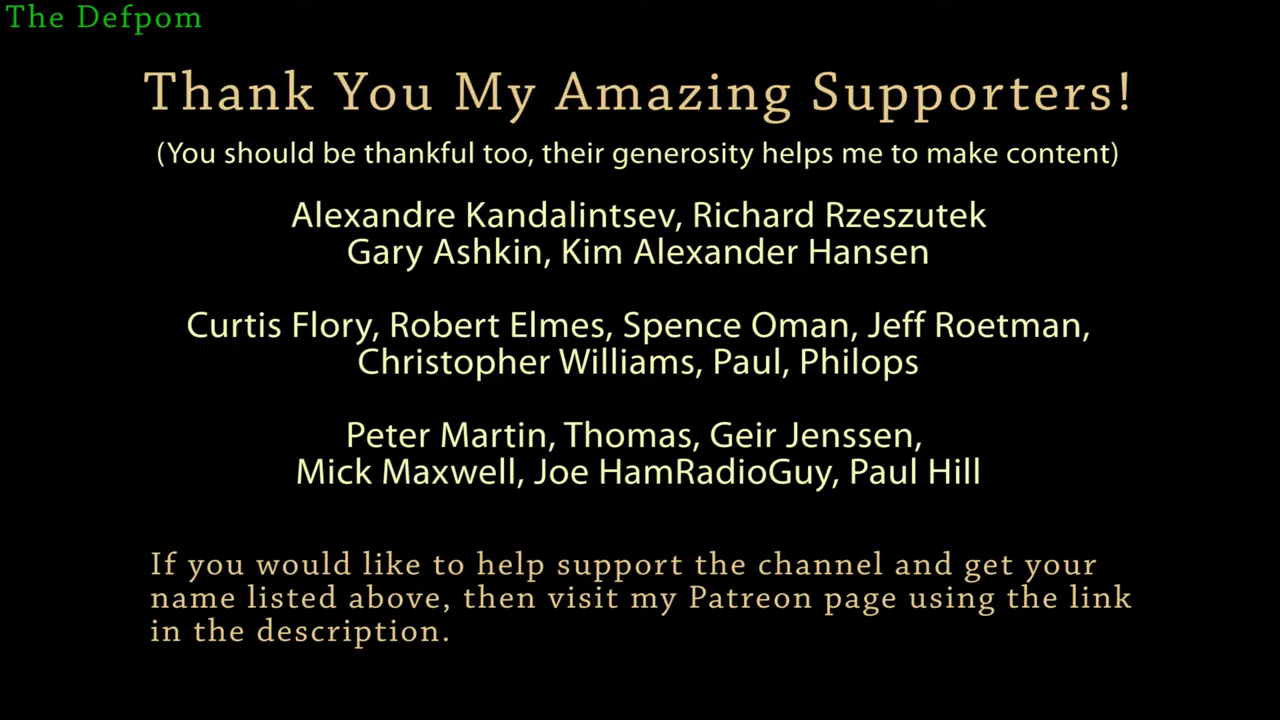 The Defpom
Thank You My Amazing Supporters!
(You should be thankful too, their generosity helps me to make content)
Alexandre Kandalintsev, Richard Rzeszutek
Gary Ashkin, Kim Alexander Hansen
Curtis Flory, Robert Elmes, Spence Oman, Jeff Roetman,
Christopher Williams, Paul, Philops
Peter Martin, Thomas, Geir Jenssen,
Mick Maxwell, Joe HamRadioGuy, Paul Hill
If you would like to help support the channel and get your
name listed above, then visit my Patreon page using the link
in the description.